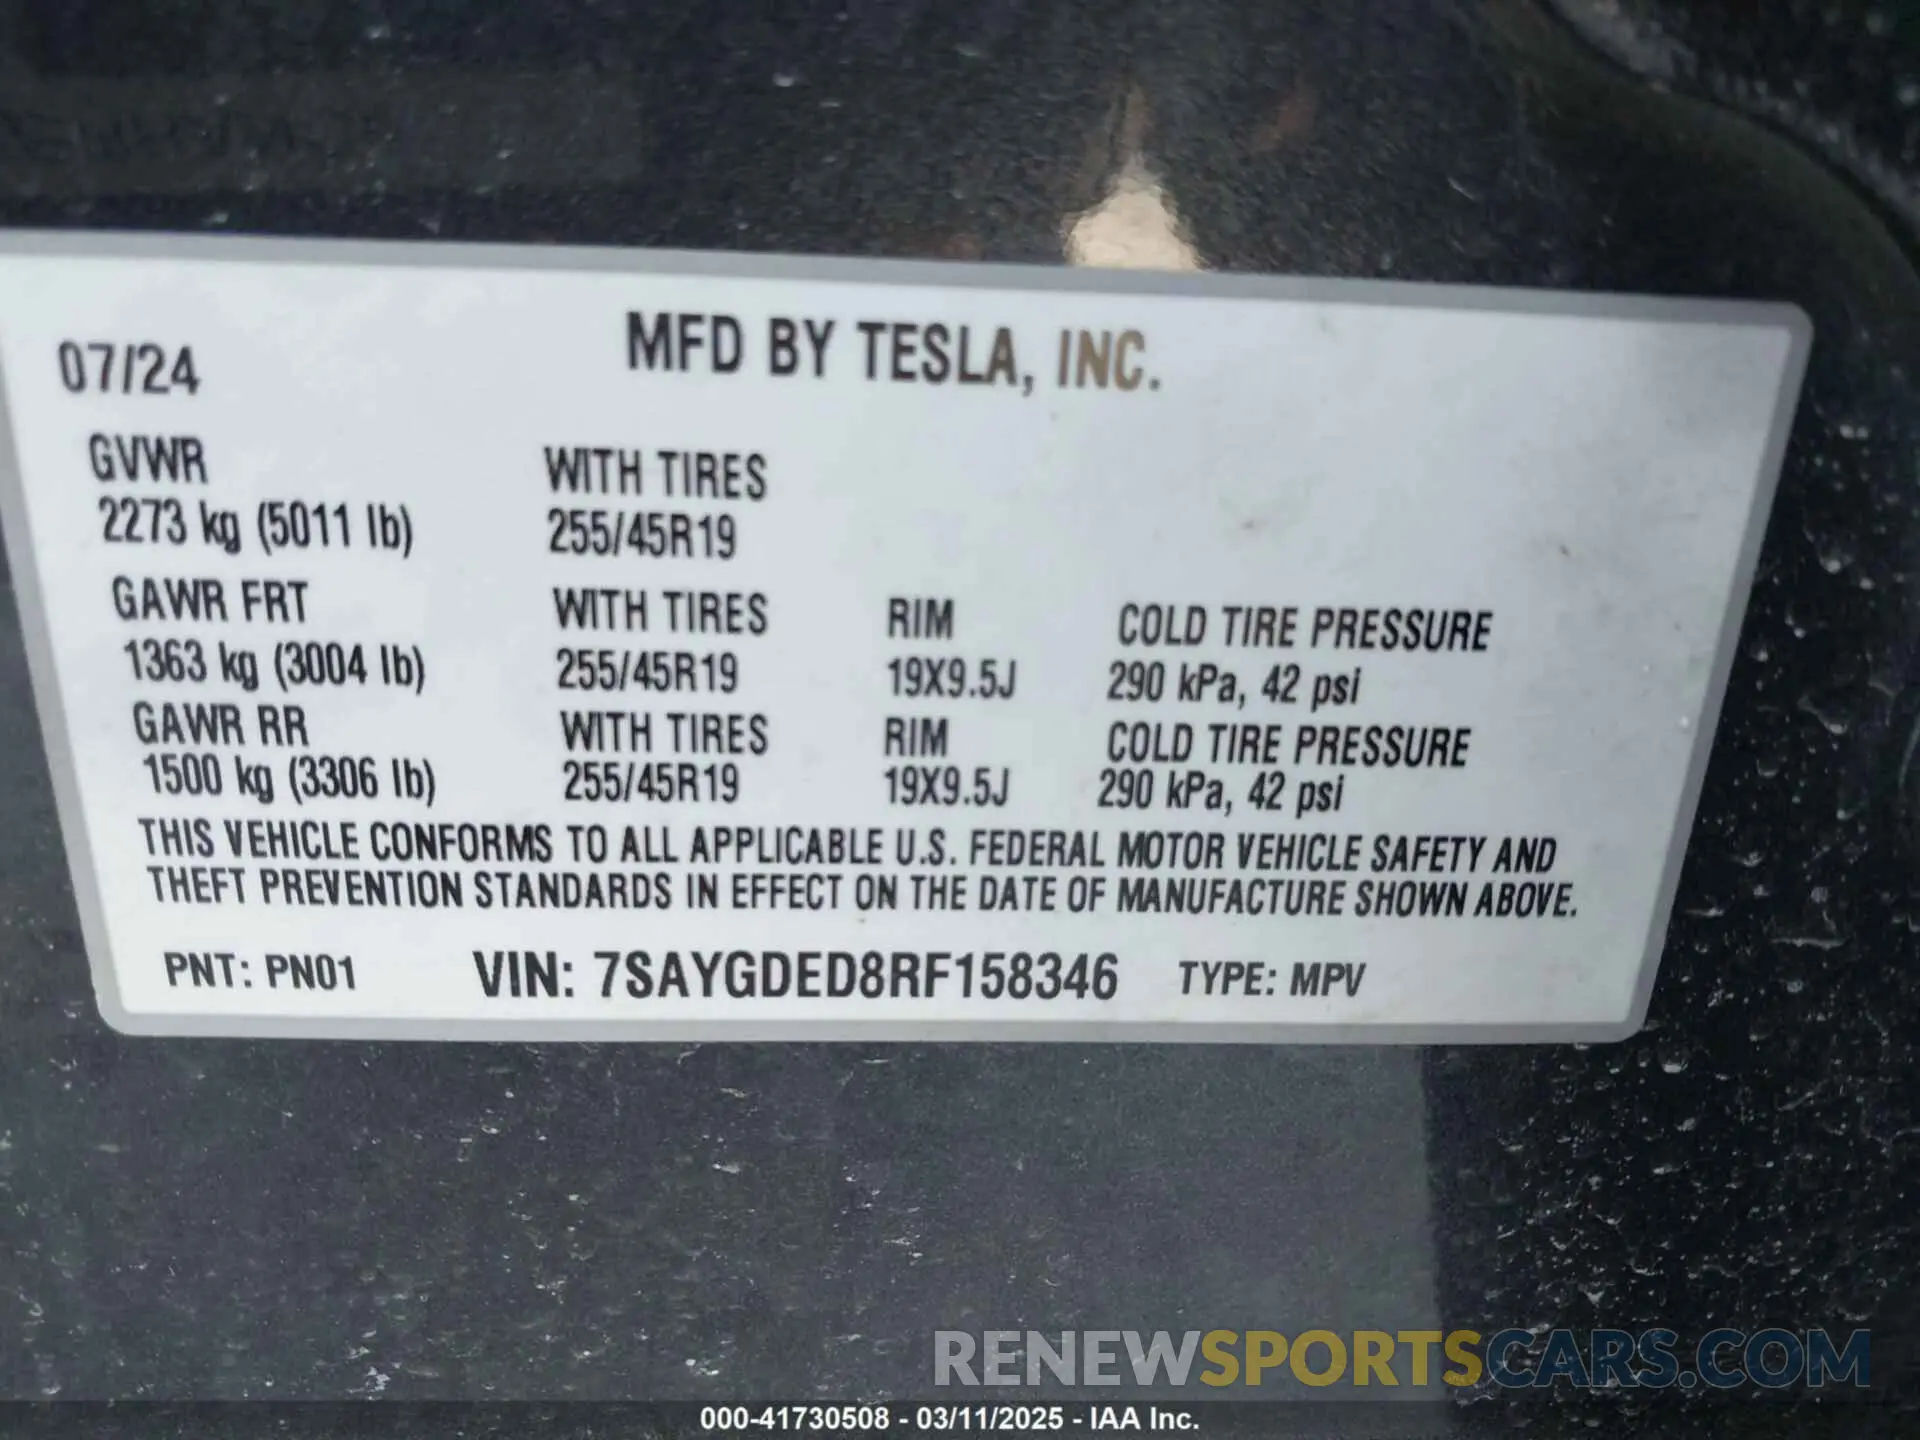 07/24 MFD BY TESLA, INC.
GVWR WITH TIRES
2273 kg (5011 lb) 255/45R19
GAWR FRT WITH TIRES RIM COLD TIRE PRESSURE
1363 kg (3004 lb) 255/45R19 19X9.5J 290 kPa, 42 psi
GAWR RR WITH TIRES RIM COLD TIRE PRESSURE
1500 kg (3306 lb) 255/45R19 19X9.5J 290 kPa, 42 psi
THIS VEHICLE CONFORMS TO ALL APPLICABLE U.S. FEDERAL MOTOR VEHICLE SAFETY AND
THEFT PREVENTION STANDARDS IN EFFECT ON THE DATE OF MANUFACTURE SHOWN ABOVE.
PNT: PN01 VIN: 7SAYGDED8RF158346 TYPE: MPV
RENEWSPORTSCARS.COM
000-41730508 - 03/11/2025 - IAA Inc.